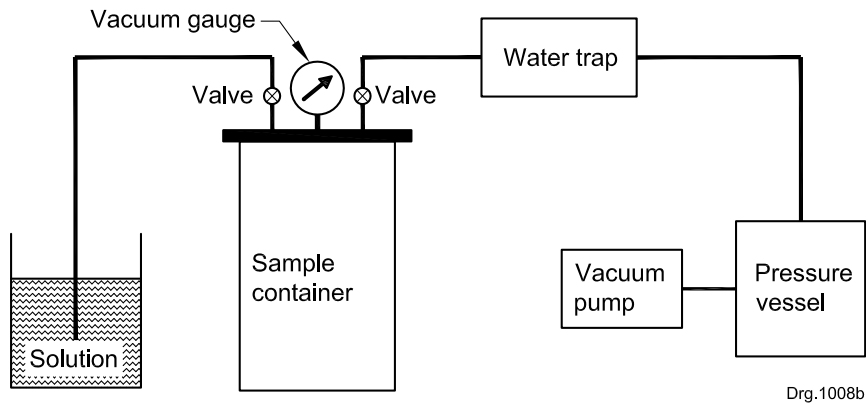 Vacuum gauge
Water trap
Valve
Valve
Sample
container
Vacuum
pump
Pressure
vessel
Solution
Drg.1008b